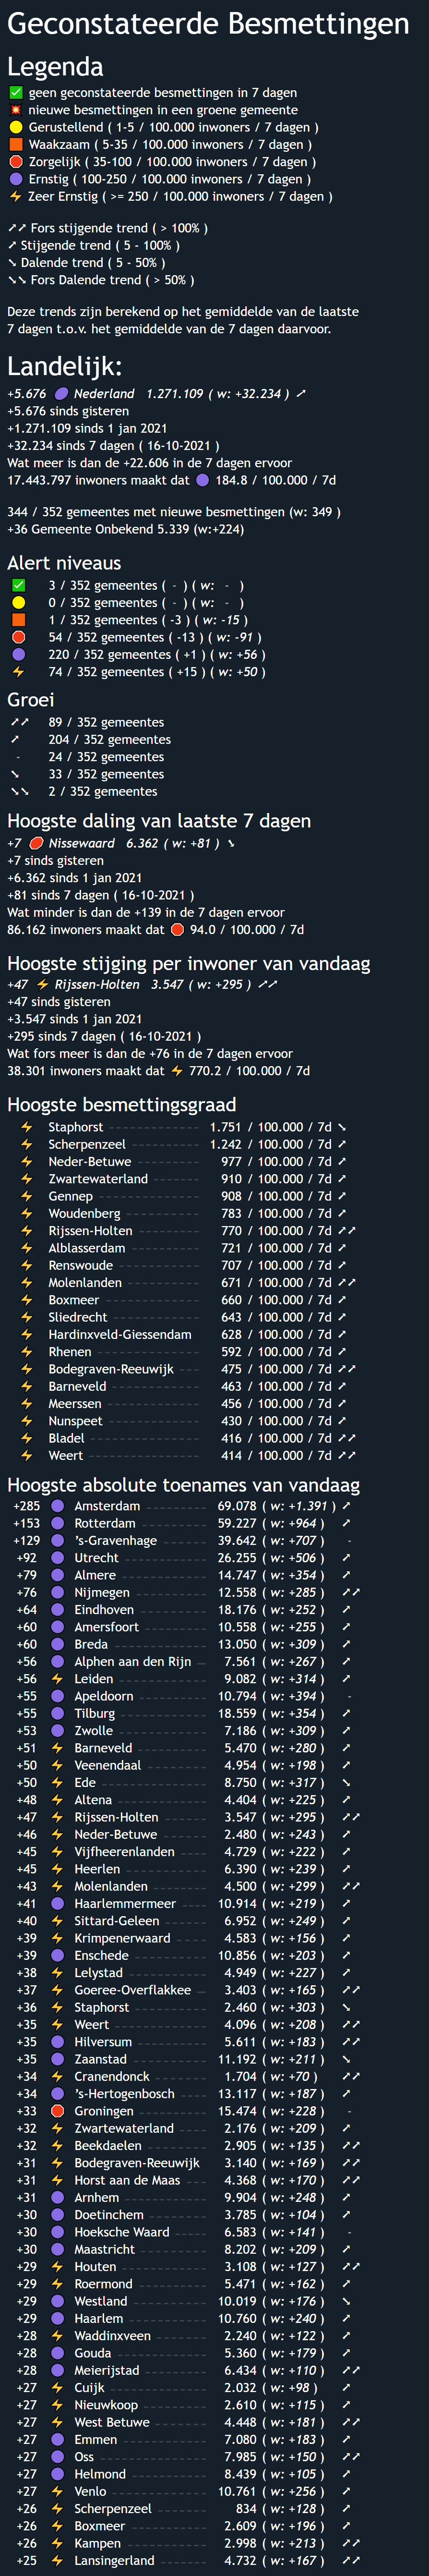 Geconstateerde Besmettingen
Legenda
✅ geen geconstateerde besmettingen in 7 dagen
💥 nieuwe besmettingen in een groene gemeente
🟡 Gerustellend ( 1-5 / 100.000 inwoners / 7 dagen )
🟧 Waakzaam ( 5-35 / 100.000 inwoners / 7 dagen )
🛑 Zorgelijk ( 35-100 / 100.000 inwoners / 7 dagen )
🟣 Ernstig ( 100-250 / 100.000 inwoners / 7 dagen )
⚡ Zeer Ernstig ( >= 250 / 100.000 inwoners / 7 dagen )
➚➚ Fors stijgende trend ( > 100% )
➚ Stijgende trend ( 5 - 100% )
➘ Dalende trend ( 5 - 50% )
➘➘ Fors Dalende trend ( > 50% )
Deze trends zijn berekend op het gemiddelde van de laatste
7 dagen t.o.v. het gemiddelde van de 7 dagen daarvoor.
Landelijk:
+5.676 🟣 Nederland 1.271.109 ( w: +32.234 ) ➚
+5.676 sinds gisteren
+1.271.109 sinds 1 jan 2021
+32.234 sinds 7 dagen ( 16-10-2021 )
Wat meer is dan de +22.606 in de 7 dagen ervoor
17.443.797 inwoners maakt dat 🟣 184.8 / 100.000 / 7d
344 / 352 gemeentes met nieuwe besmettingen (w: 349 )
+36 Gemeente Onbekend 5.339 (w:+224)
Alert niveaus
✅ 3 / 352 gemeentes ( - ) ( w: - )
🟡 0 / 352 gemeentes ( - ) ( w: - )
🟧 1 / 352 gemeentes ( -3 ) ( w: -15 )
🛑 54 / 352 gemeentes ( -13 ) ( w: -91 )
🟣 220 / 352 gemeentes ( +1 ) ( w: +56 )
⚡ 74 / 352 gemeentes ( +15 ) ( w: +50 )
Groei
➚➚ 89 / 352 gemeentes
➚ 204 / 352 gemeentes
- 24 / 352 gemeentes
➘ 33 / 352 gemeentes
➘➘ 2 / 352 gemeentes
Hoogste daling van laatste 7 dagen
+7 🛑 Nissewaard 6.362 ( w: +81 ) ➘
+7 sinds gisteren
+6.362 sinds 1 jan 2021
+81 sinds 7 dagen ( 16-10-2021 )
Wat minder is dan de +139 in de 7 dagen ervoor
86.162 inwoners maakt dat 🛑 94.0 / 100.000 / 7d
Hoogste stijging per inwoner van vandaag
+47 ⚡ Rijssen-Holten 3.547 ( w: +295 ) ➚➚
+47 sinds gisteren
+3.547 sinds 1 jan 2021
+295 sinds 7 dagen ( 16-10-2021 )
Wat fors meer is dan de +76 in de 7 dagen ervoor
38.301 inwoners maakt dat ⚡ 770.2 / 100.000 / 7d
Hoogste besmettingsgraad
⚡ Staphorst 1.751 / 100.000 / 7d ➘
⚡ Scherpenzeel 1.242 / 100.000 / 7d ➚
⚡ Neder-Betuwe 977 / 100.000 / 7d ➚
⚡ Zwartewaterland 910 / 100.000 / 7d ➚
⚡ Gennep 908 / 100.000 / 7d ➚
⚡ Woudenberg 783 / 100.000 / 7d ➚
⚡ Rijssen-Holten 770 / 100.000 / 7d ➚➚
⚡ Alblasserdam 721 / 100.000 / 7d ➚
⚡ Renswoude 707 / 100.000 / 7d ➚
⚡ Molenlanden 671 / 100.000 / 7d ➚➚
⚡ Boxmeer 660 / 100.000 / 7d ➚
⚡ Sliedrecht 643 / 100.000 / 7d ➚
⚡ Hardinxveld-Giessendam 628 / 100.000 / 7d ➚
⚡ Rhenen 592 / 100.000 / 7d ➚
⚡ Bodegraven-Reeuwijk 475 / 100.000 / 7d ➚➚
⚡ Barneveld 463 / 100.000 / 7d ➚
⚡ Meerssen 456 / 100.000 / 7d ➚
⚡ Nunspeet 430 / 100.000 / 7d ➚
⚡ Bladel 416 / 100.000 / 7d ➚➚
⚡ Weert 414 / 100.000 / 7d ➚➚
Hoogste absolute toenames van vandaag
+285 🟣 Amsterdam 69.078 ( w: +1.391 ) ➚
+153 🟣 Rotterdam 59.227 ( w: +964 ) ➚
+129 🟣 's-Gravenhage 39.642 ( w: +707 ) -
+92 🟣 Utrecht 26.255 ( w: +506 ) ➚
+79 🟣 Almere 14.747 ( w: +354 ) ➚
+76 🟣 Nijmegen 12.558 ( w: +285 ) ➚➚
+64 🟣 Eindhoven 18.176 ( w: +252 ) ➚
+60 🟣 Amersfoort 10.558 ( w: +255 ) ➚
+60 🟣 Breda 13.050 ( w: +309 ) ➚
+56 🟣 Alphen aan den Rijn 7.561 ( w: +267 ) ➚
+56 ⚡ Leiden 9.082 ( w: +314 ) ➚
+55 🟣 Apeldoorn 10.794 ( w: +394 ) -
+55 🟣 Tilburg 18.559 ( w: +354 ) ➚
+53 🟣 Zwolle 7.186 ( w: +309 ) ➚
+51 ⚡ Barneveld 5.470 ( w: +280 ) ➚
+50 ⚡ Veenendaal 4.954 ( w: +198 ) ➚
+50 ⚡ Ede 8.750 ( w: +317 ) ➘
+48 ⚡ Altena 4.404 ( w: +225 ) ➚
+47 ⚡ Rijssen-Holten 3.547 ( w: +295 ) ➚➚
+46 ⚡ Neder-Betuwe 2.480 ( w: +243 ) ➚
+45 ⚡ Vijfheerenlanden 4.729 ( w: +222 ) ➚
+45 ⚡ Heerlen 6.390 ( w: +239 ) ➚
+43 ⚡ Molenlanden 4.500 ( w: +299 ) ➚➚
+41 🟣 Haarlemmermeer 10.914 ( w: +219 ) ➚
+40 ⚡ Sittard-Geleen 6.952 ( w: +249 ) ➚
+39 ⚡ Krimpenerwaard 4.583 ( w: +156 ) ➚
+39 🟣 Enschede 10.856 ( w: +203 ) ➚
+38 ⚡ Lelystad 4.949 ( w: +227 ) ➚
+37 ⚡ Goeree-Overflakkee 3.403 ( w: +165 ) ➚➚
+36 ⚡ Staphorst 2.460 ( w: +303 ) ➘
+35 ⚡ Weert 4.096 ( w: +208 ) ➚➚
+35 🟣 Hilversum 5.611 ( w: +183 ) ➚➚
+35 🟣 Zaanstad 11.192 ( w: +211 ) ➘
+34 ⚡ Cranendonck 1.704 ( w: +70 ) ➚➚
+34 🟣 's-Hertogenbosch 13.117 ( w: +187 ) ➚
+33 🛑 Groningen 15.474 ( w: +228 ) -
+32 ⚡ Zwartewaterland 2.176 ( w: +209 ) ➚
+32 ⚡ Beekdaelen 2.905 ( w: +135 ) ➚➚
+31 ⚡ Bodegraven-Reeuwijk 3.140 ( w: +169 ) ➚➚
+31 ⚡ Horst aan de Maas 4.368 ( w: +170 ) ➚➚
+31 🟣 Arnhem 9.904 ( w: +248 ) ➚
+30 🟣 Doetinchem 3.785 ( w: +104 ) ➚
+30 🟣 Hoeksche Waard 6.583 ( w: +141 ) -
+30 🟣 Maastricht 8.202 ( w: +209 ) ➚
+29 ⚡ Houten 3.108 ( w: +127 ) ➚➚
+29 ⚡ Roermond 5.471 ( w: +162 ) ➚
+29 🟣 Westland 10.019 ( w: +176 ) ➘
+29 🟣 Haarlem 10.760 ( w: +240 ) ➚
+28 ⚡ Waddinxveen 2.240 ( w: +122 ) ➚
+28 🟣 Gouda 5.360 ( w: +179 ) ➚
+28 🟣 Meierijstad 6.434 ( w: +110 ) ➚➚
+27 ⚡ Cuijk 2.032 ( w: +98 ) ➚
+27 ⚡ Nieuwkoop 2.610 ( w: +115 ) ➚
+27 ⚡ West Betuwe 4.448 ( w: +181 ) ➚➚
+27 🟣 Emmen 7.080 ( w: +183 ) ➚
+27 🟣 Oss 7.985 ( w: +150 ) ➚➚
+27 🟣 Helmond 8.439 ( w: +105 ) ➚
+27 ⚡ Venlo 10.761 ( w: +256 ) ➚
+26 ⚡ Scherpenzeel 834 ( w: +128 ) ➚
+26 ⚡ Boxmeer 2.609 ( w: +196 ) ➚
+26 ⚡ Kampen 2.998 ( w: +213 ) ➚➚
+25 ⚡ Lansingerland 4.732 ( w: +167 ) ➚➚